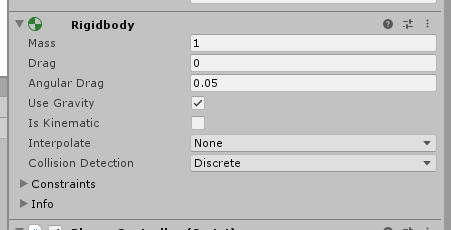 Rigidbody
Mass 1
Drag 0
Angular Drag 0.05
Use Gravity
Is Kinematic
Interpolate None
Collision Detection Discrete
Constraints
Info